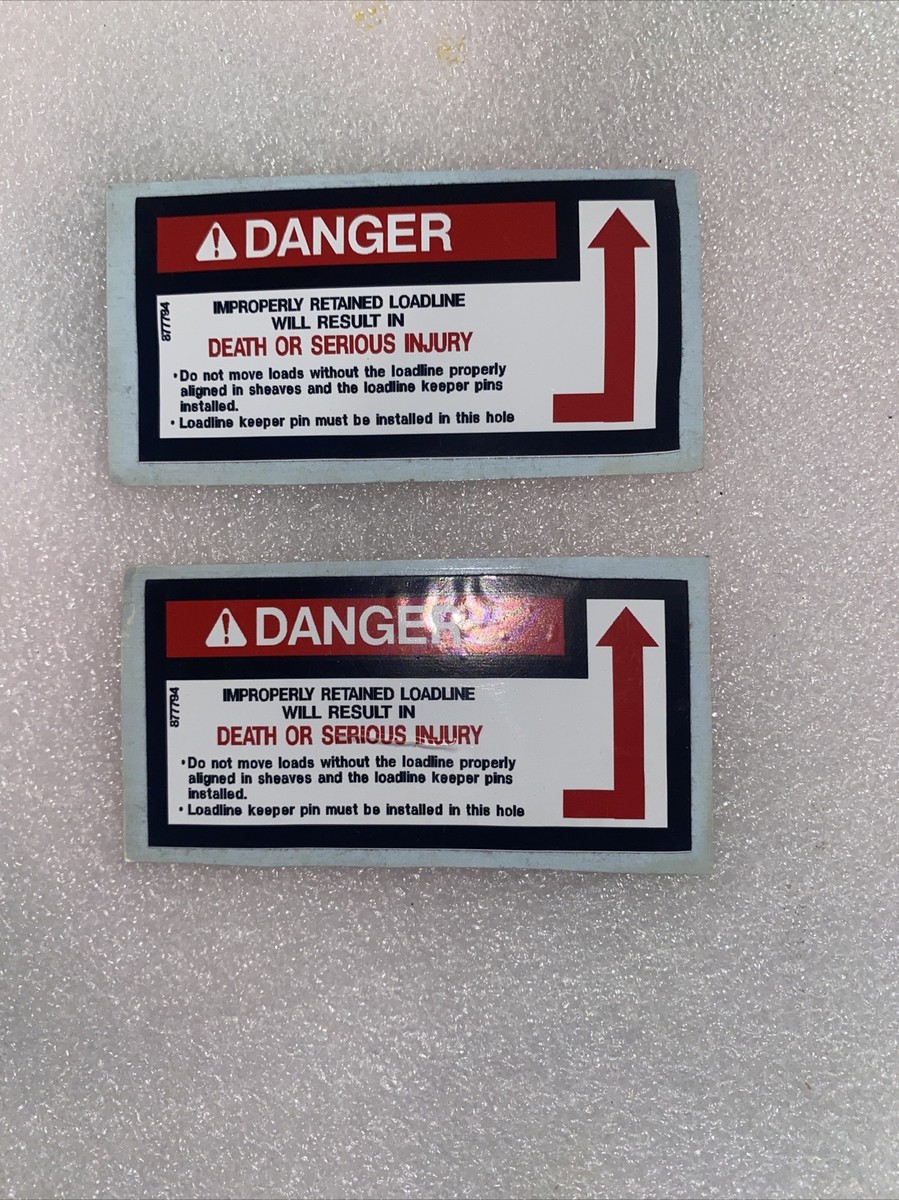 DANGER
877794
IMPROPERLY RETAINED LOADLINE
WILL RESULT IN
DEATH OR SERIOUS INJURY
•Do not move loads without the loadline properly
aligned in sheaves and the loadline keeper pins
installed.
• Loadline keeper pin must be installed in this hole
DANGER
877794
IMPROPERLY RETAINED LOADLINE
WILL RESULT IN
DEATH OR SERIOUS INJURY
•Do not move loads without the loadline properly
aligned in sheaves and the loadline keeper pins
installed.
• Loadline keeper pin must be installed in this hole